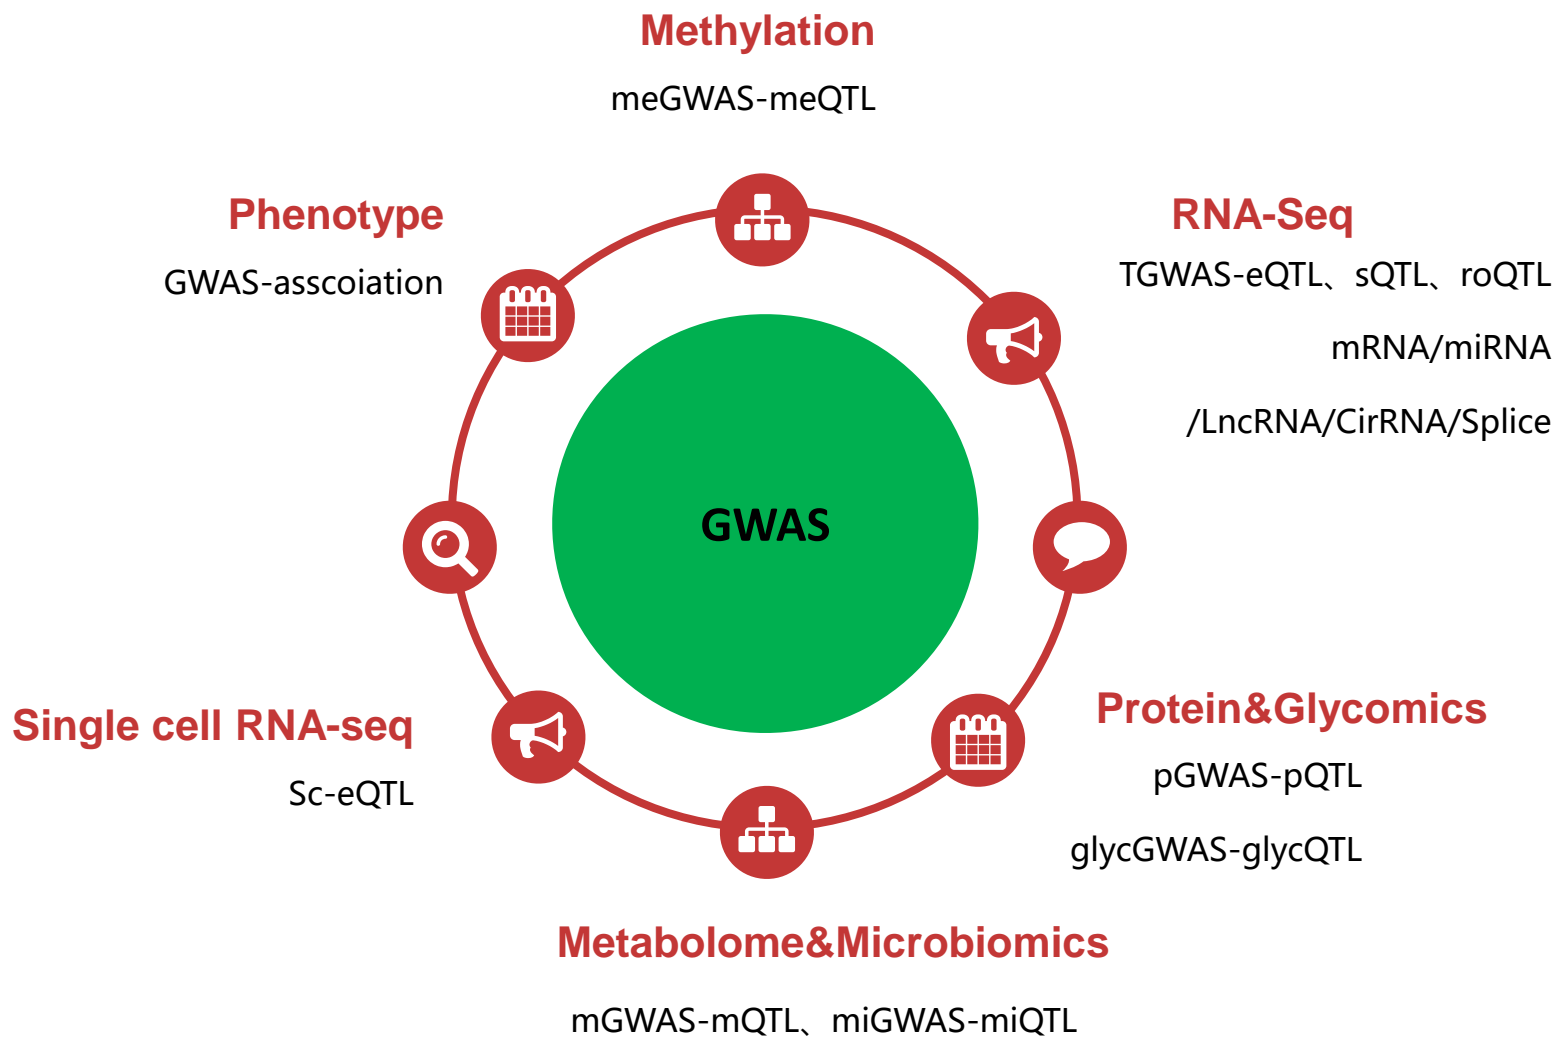 Methylation
meGWAS-meQTL
Phenotype
GWAS-asscoiation
RNA-Seq
TGWAS-eQTL、sQTL、roQTL
mRNA/miRNA
/LncRNA/CirRNA/Splice
GWAS
Single cell RNA-seq
Sc-eQTL
Protein&Glycomics
pGWAS-pQTL
glycGWAS-glycQTL
Metabolome&Microbiomics
mGWAS-mQTL、miGWAS-miQTL